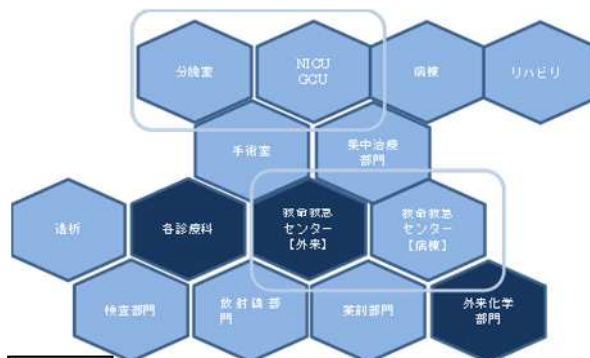 分娩室
NICU
GCU
病棟
リハビリ
手術室
集中治療
部門
透析
各診療科
救命救急
センター
【外来】
救命救急
センター
【病棟】
検査部門
放射線部
門
薬剤部門
外来化学
部門